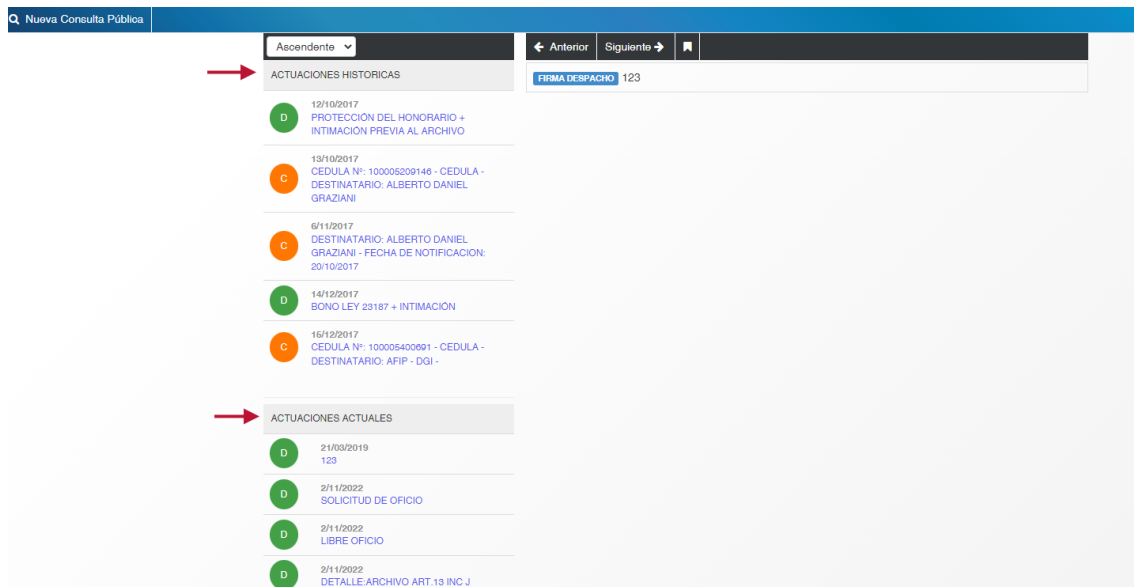 Nueva Consulta Pública
Ascendente
ACTUACIONES HISTORICAS
D
12/10/2017
PROTECCIÓN DEL HONORARIO +
INTIMACIÓN PREVIA AL ARCHIVO
C
13/10/2017
CEDULA Nº: 100005209146 - CEDULA -
DESTINATARIO: ALBERTO DANIEL
GRAZIANI
C
6/11/2017
DESTINATARIO: ALBERTO DANIEL
GRAZIANI - FECHA DE NOTIFICACION:
20/10/2017
D
14/12/2017
BONO LEY 23187 + INTIMACIÓN
C
15/12/2017
CEDULA Nº: 100005400691 - CEDULA -
DESTINATARIO: AFIP - DGI -
ACTUACIONES ACTUALES
D
21/03/2019
123
D
2/11/2022
SOLICITUD DE OFICIO
D
2/11/2022
LIBRE OFICIO
D
2/11/2022
DETALLE:ARCHIVO ART.13 INC J
Anterior Siguiente
FIRMA DESPACHO 123